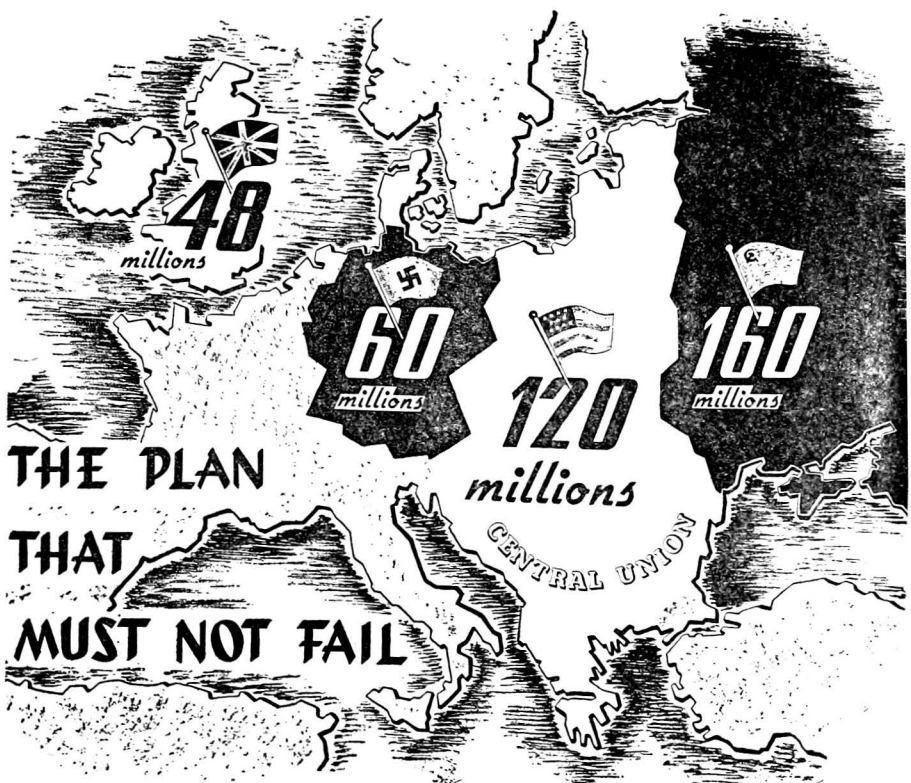 48
millions
60
millions
120
millions
160
millions
CENTRAL UNION
THE PLAN
THAT
MUST NOT FAIL